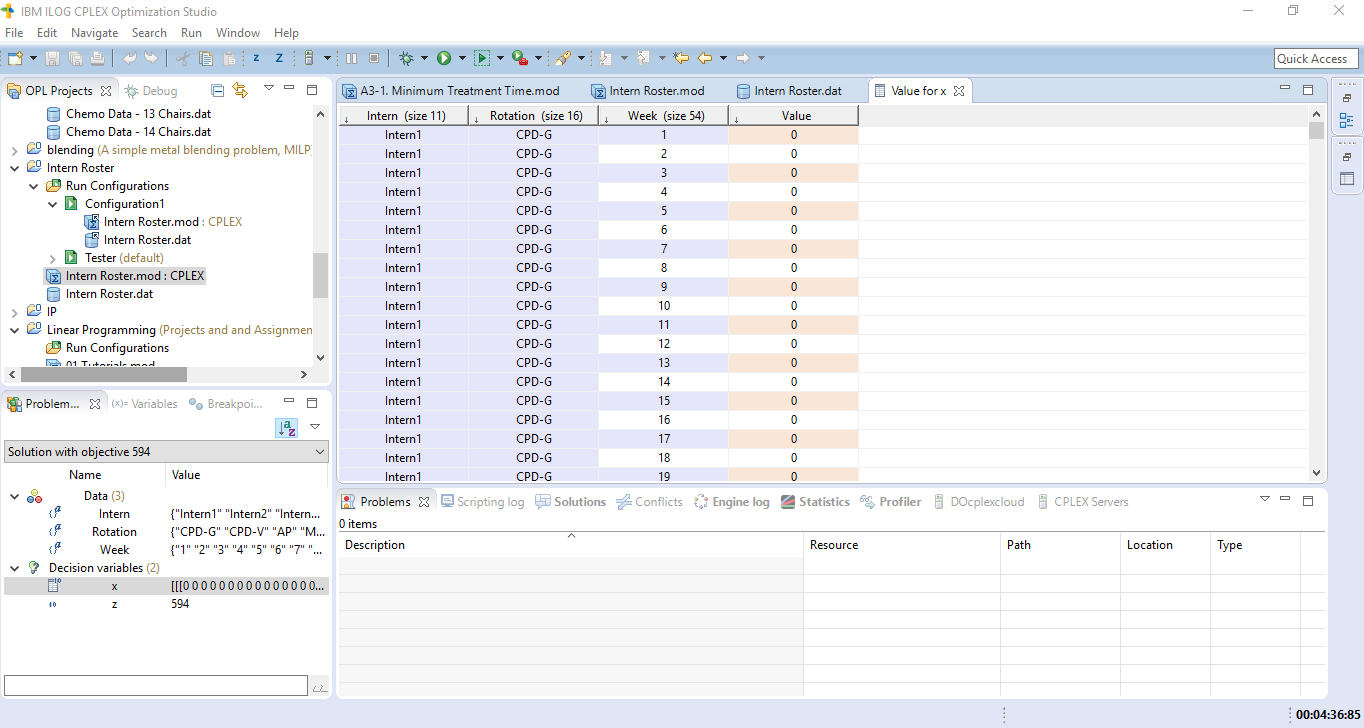 IBM ILOG CPLEX Optimization Studio
File Edit Navigate Search Run Window Help
Quick Access
OPL Projects Debug
Chemo Data - 13 Chairs.dat
Chemo Data - 14 Chairs.dat
blending (A simple metal blending problem, MILP)
Intern Roster
Run Configurations
Configuration1
Intern Roster.mod : CPLEX
Intern Roster.dat
Tester (default)
Intern Roster.mod : CPLEX
Intern Roster.dat
IP
Linear Programming (Projects and and Assignmen
Run Configurations
01 Tutorials.mod
A3-1. Minimum Treatment Time.mod Intern Roster.mod Intern Roster.dat Value for x
Intern (size 11) Rotation (size 16) Week (size 54) Value
Intern1 CPD-G 1 0
Intern1 CPD-G 2 0
Intern1 CPD-G 3 0
Intern1 CPD-G 4 0
Intern1 CPD-G 5 0
Intern1 CPD-G 6 0
Intern1 CPD-G 7 0
Intern1 CPD-G 8 0
Intern1 CPD-G 9 0
Intern1 CPD-G 10 0
Intern1 CPD-G 11 0
Intern1 CPD-G 12 0
Intern1 CPD-G 13 0
Intern1 CPD-G 14 0
Intern1 CPD-G 15 0
Intern1 CPD-G 16 0
Intern1 CPD-G 17 0
Intern1 CPD-G 18 0
Intern1 CPD-G 19 0
Problem... (x)= Variables Breakpoi...
Solution with objective 594
Name Value
Data (3)
Intern {"Intern1" "Intern2" "Intern...
Rotation {"CPD-G" "CPD-V" "AP" "M...
Week {"1" "2" "3" "4" "5" "6" "7" "...
Decision variables (2)
x [[[0 0 0 0 0 0 0 0 0 0 0 0 0 0 0 0...
z 594
Problems Scripting log Solutions Conflicts Engine log Statistics Profiler DOcplexcloud CPLEX Servers
0 items
Description Resource Path Location Type
00:04:36:85